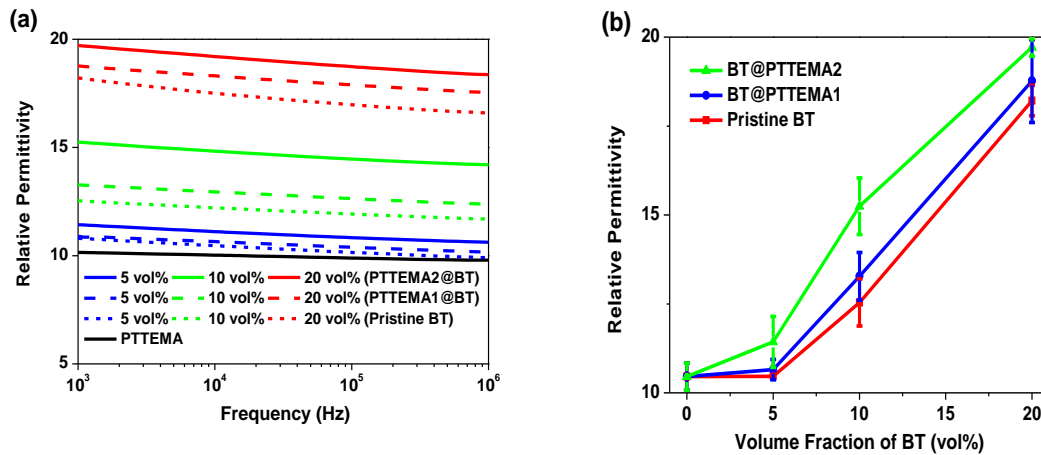 (a)
20
15
10
5
Relative Permittivity
5 vol% 10 vol% 20 vol% (PTTEMA2@BT)
5 vol% 10 vol% 20 vol% (PTTEMA1@BT)
5 vol% 10 vol% 20 vol% (Pristine BT)
PTTEMA
10³ 10⁴ 10⁵ 10⁶
Frequency (Hz)
(b)
20
15
10
Relative Permittivity
BT@PTTEMA2
BT@PTTEMA1
Pristine BT
0 5 10 15 20
Volume Fraction of BT (vol%)